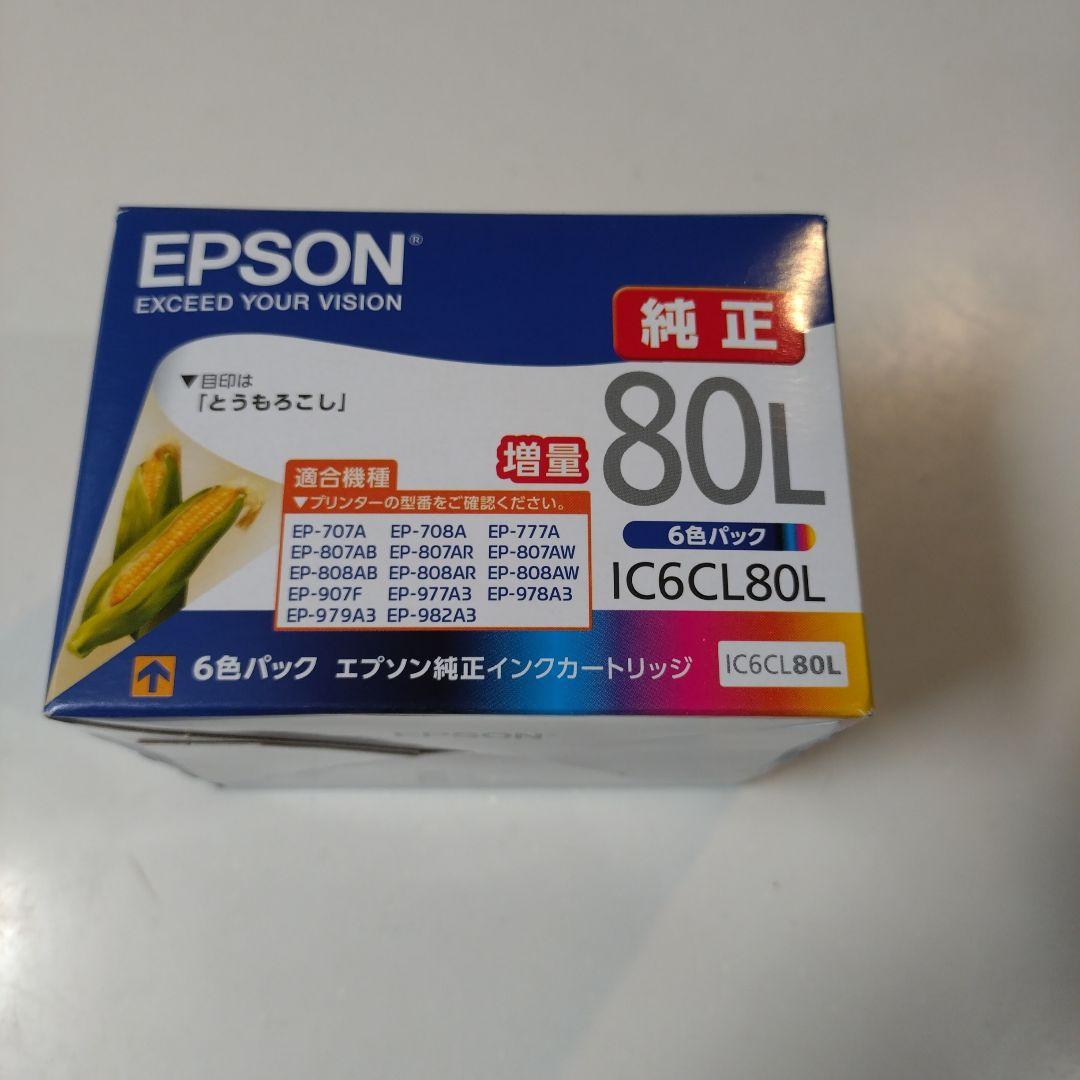 EPSON®
EXCEED YOUR VISION
純正
▼目印は
「とうもろこし」
増量
80L
適合機種
▼プリンターの型番をご確認ください。
EP-707A EP-708A EP-777A
EP-807AB EP-807AR EP-807AW
EP-808AB EP-808AR EP-808AW
EP-907F EP-977A3 EP-978A3
EP-979A3 EP-982A3
6色パック
IC6CL80L
6色パック エプソン純正インクカートリッジ
IC6CL80L
EPSON